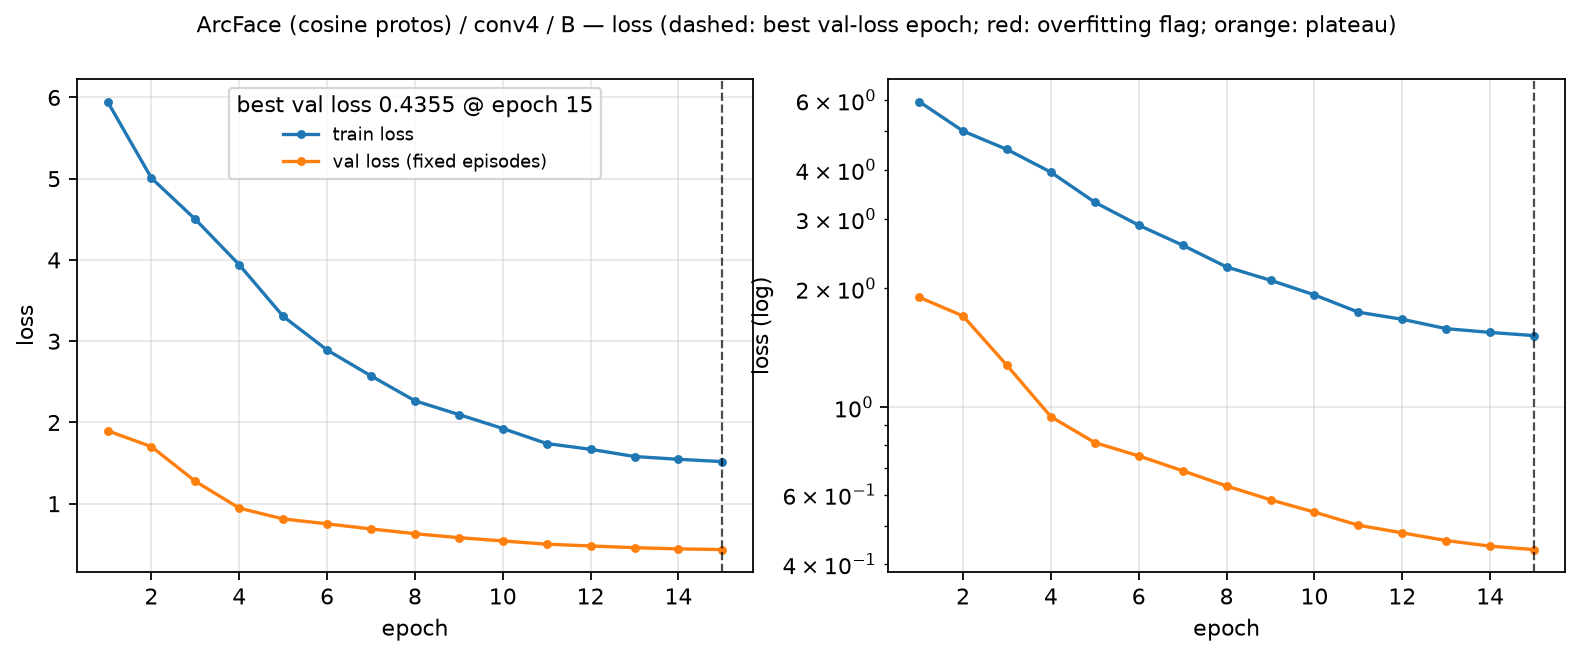 ArcFace (cosine protos) / conv4 / B — loss (dashed: best val-loss epoch; red: overfitting flag; orange: plateau)
best val loss 0.4355 @ epoch 15
train loss
val loss (fixed episodes)
loss
6
5
4
3
2
1
2
4
6
8
10
12
14
epoch
loss (log)
6 × 10⁰
4 × 10⁰
3 × 10⁰
2 × 10⁰
10⁰
6 × 10⁻¹
4 × 10⁻¹
2
4
6
8
10
12
14
epoch